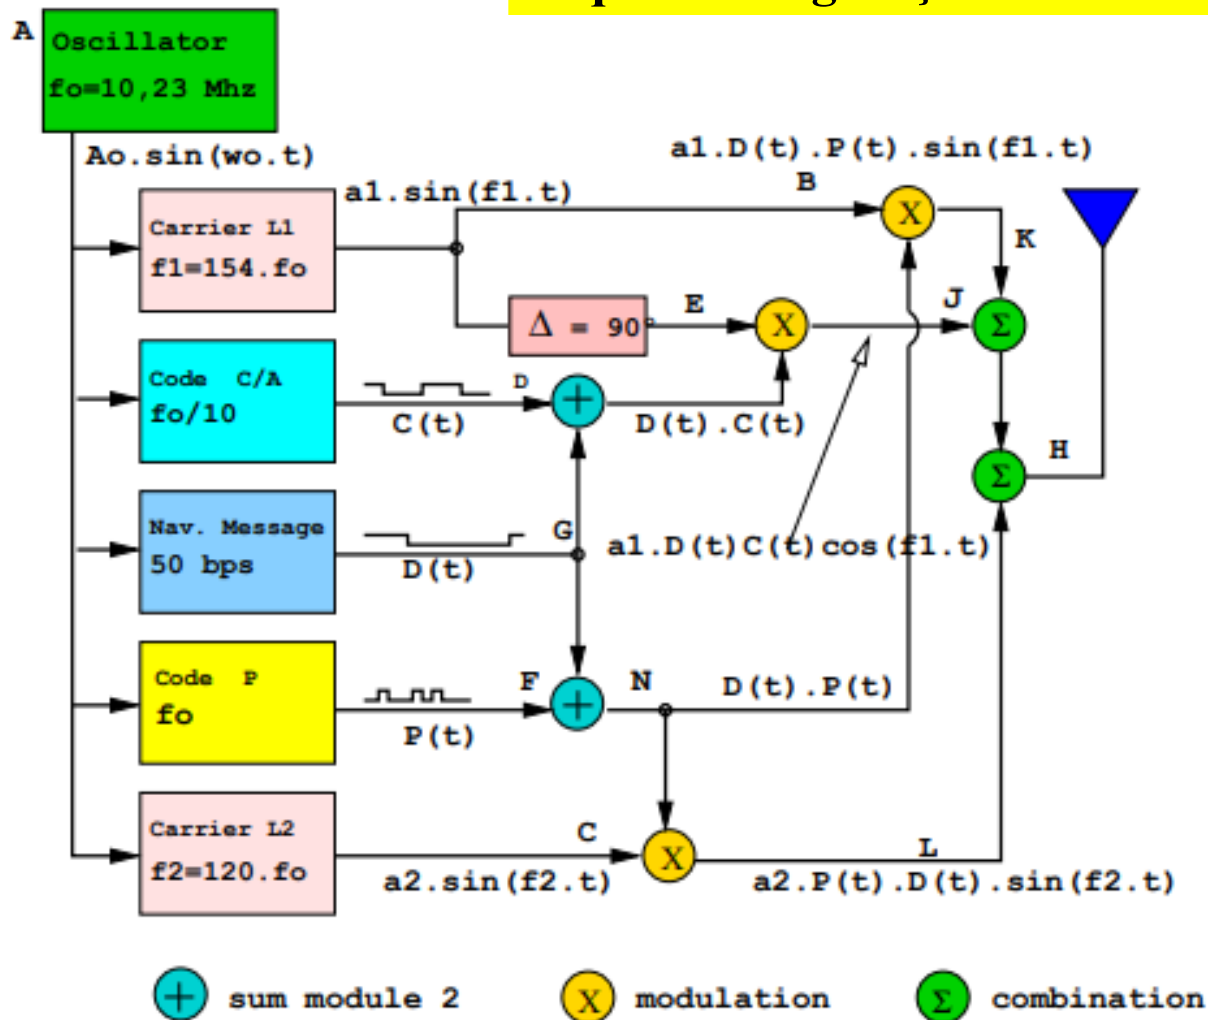 A
Oscillator
fo=10,23 Mhz
Ao.sin(wo.t)
a1.D(t).P(t).sin(f1.t)
a1.sin(f1.t)
B
X
Carrier L1
f1=154.fo
K
E
J
Δ = 90°
X
Σ
Code C/A
fo/10
D
C(t)
+
D(t).C(t)
H
Σ
Nav. Message
50 bps
D(t)
G
a1.D(t)C(t)cos(f1.t)
Code P
fo
P(t)
F
+
N
D(t).P(t)
Carrier L2
f2=120.fo
C
a2.sin(f2.t)
X
L
a2.P(t).D(t).sin(f2.t)
+ sum module 2
X modulation
Σ combination